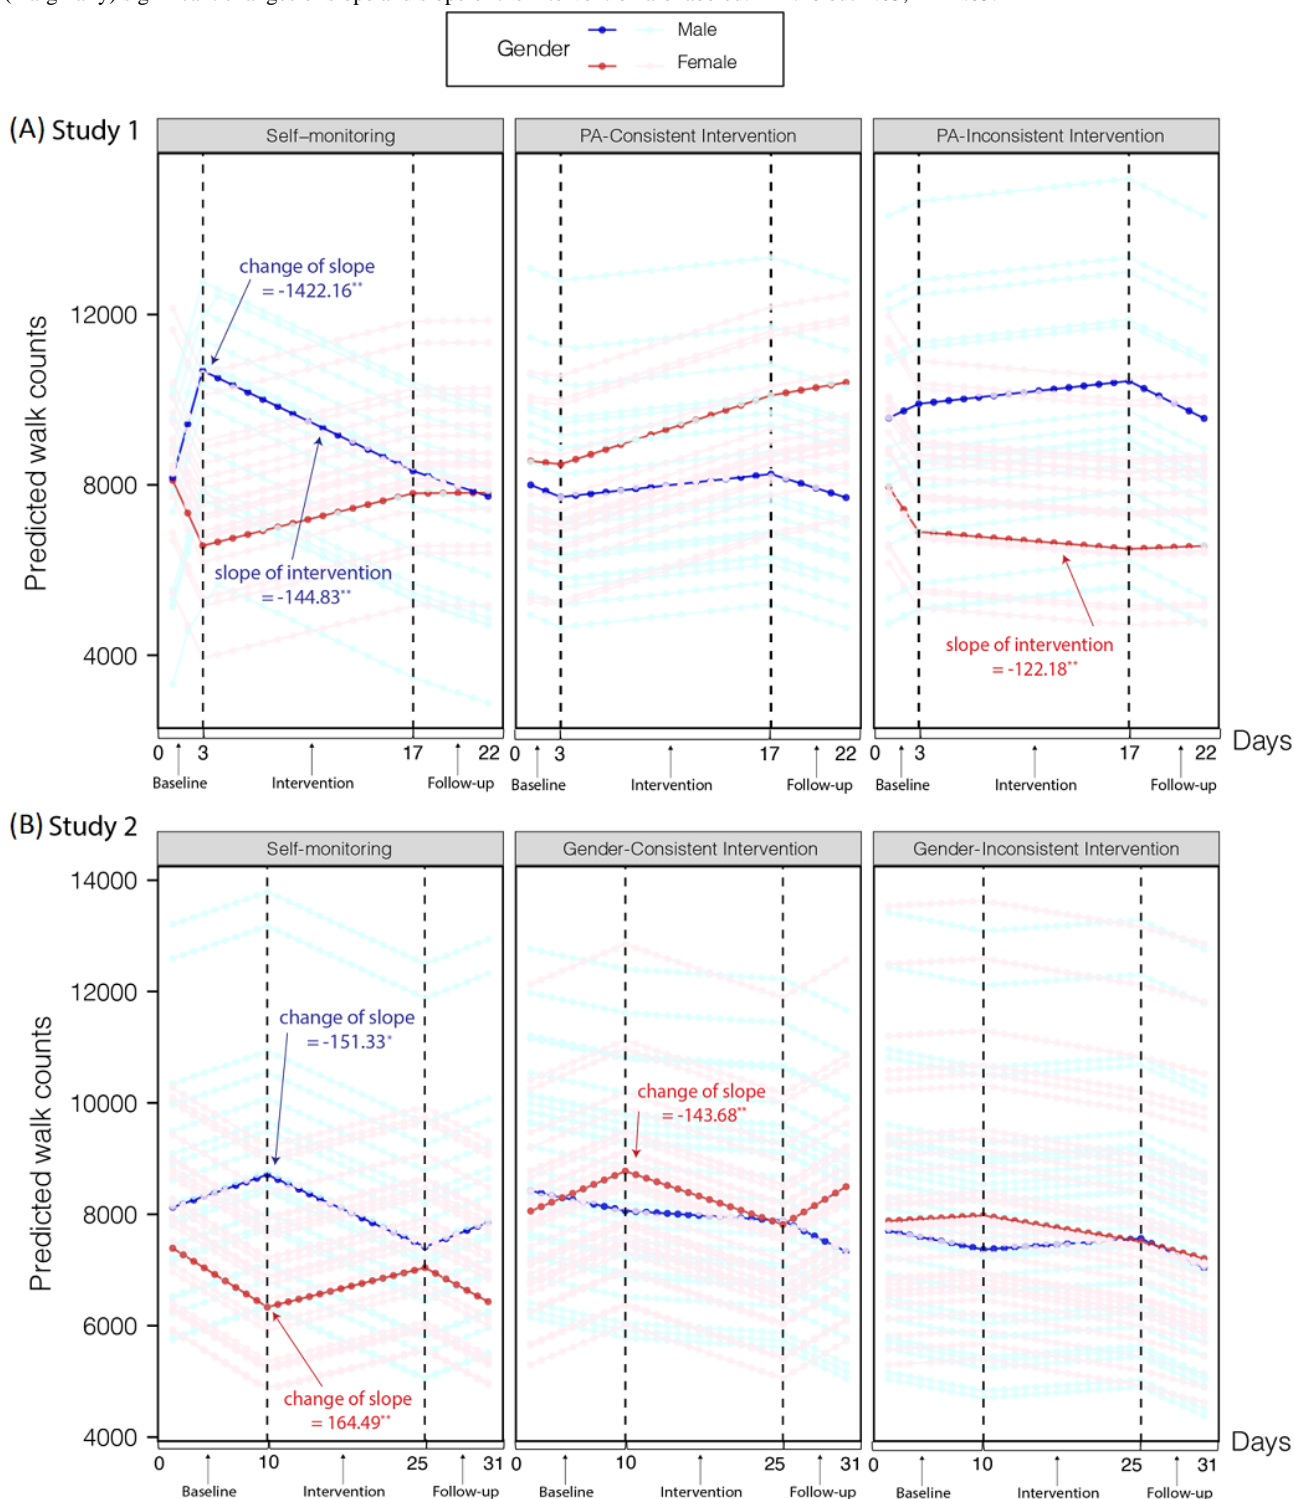 Gender
Male
Female
(A) Study 1
Self–monitoring
PA-Consistent Intervention
PA-Inconsistent Intervention
Predicted walk counts
12000
8000
4000
change of slope
= -1422.16**
slope of intervention
= -144.83**
slope of intervention
= -122.18**
0 3 17 22
0 3 17 22
0 3 17 22
Days
Baseline Intervention Follow-up
Baseline Intervention Follow-up
Baseline Intervention Follow-up
(B) Study 2
Self-monitoring
Gender-Consistent Intervention
Gender-Inconsistent Intervention
Predicted walk counts
14000
12000
10000
8000
6000
4000
change of slope
= -151.33*
change of slope
= 164.49**
change of slope
= -143.68**
0 10 25 31
0 10 25 31
0 10 25 31
Days
Baseline Intervention Follow-up
Baseline Intervention Follow-up
Baseline Intervention Follow-up